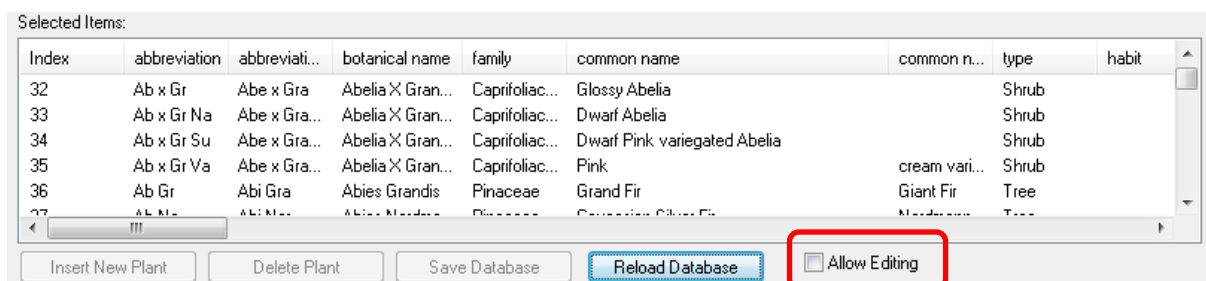 Selected Items:
Index abbreviation abbreviati... botanical name family common name common n... type habit
32 Ab x Gr Abe x Gra Abelia X Gran... Caprifoliac... Glossy Abelia Shrub
33 Ab x Gr Na Abe x Gra... Abelia X Gran... Caprifoliac... Dwarf Abelia Shrub
34 Ab x Gr Su Abe x Gra... Abelia X Gran... Caprifoliac... Dwarf Pink variegated Abelia Shrub
35 Ab x Gr Va Abe x Gra... Abelia X Gran... Caprifoliac... Pink cream vari... Shrub
36 Ab Gr Abi Gra Abies Grandis Pinaceae Grand Fir Giant Fir Tree
Insert New Plant Delete Plant Save Database Reload Database Allow Editing